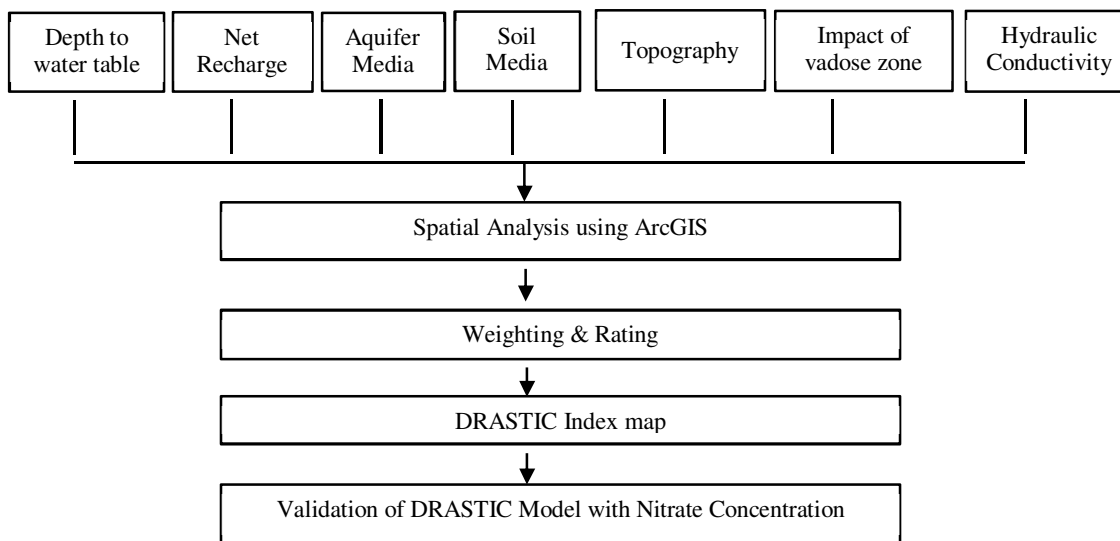 Depth to
water table
Net
Recharge
Aquifer
Media
Soil
Media
Topography
Impact of
vadose zone
Hydraulic
Conductivity
Spatial Analysis using ArcGIS
Weighting & Rating
DRASTIC Index map
Validation of DRASTIC Model with Nitrate Concentration